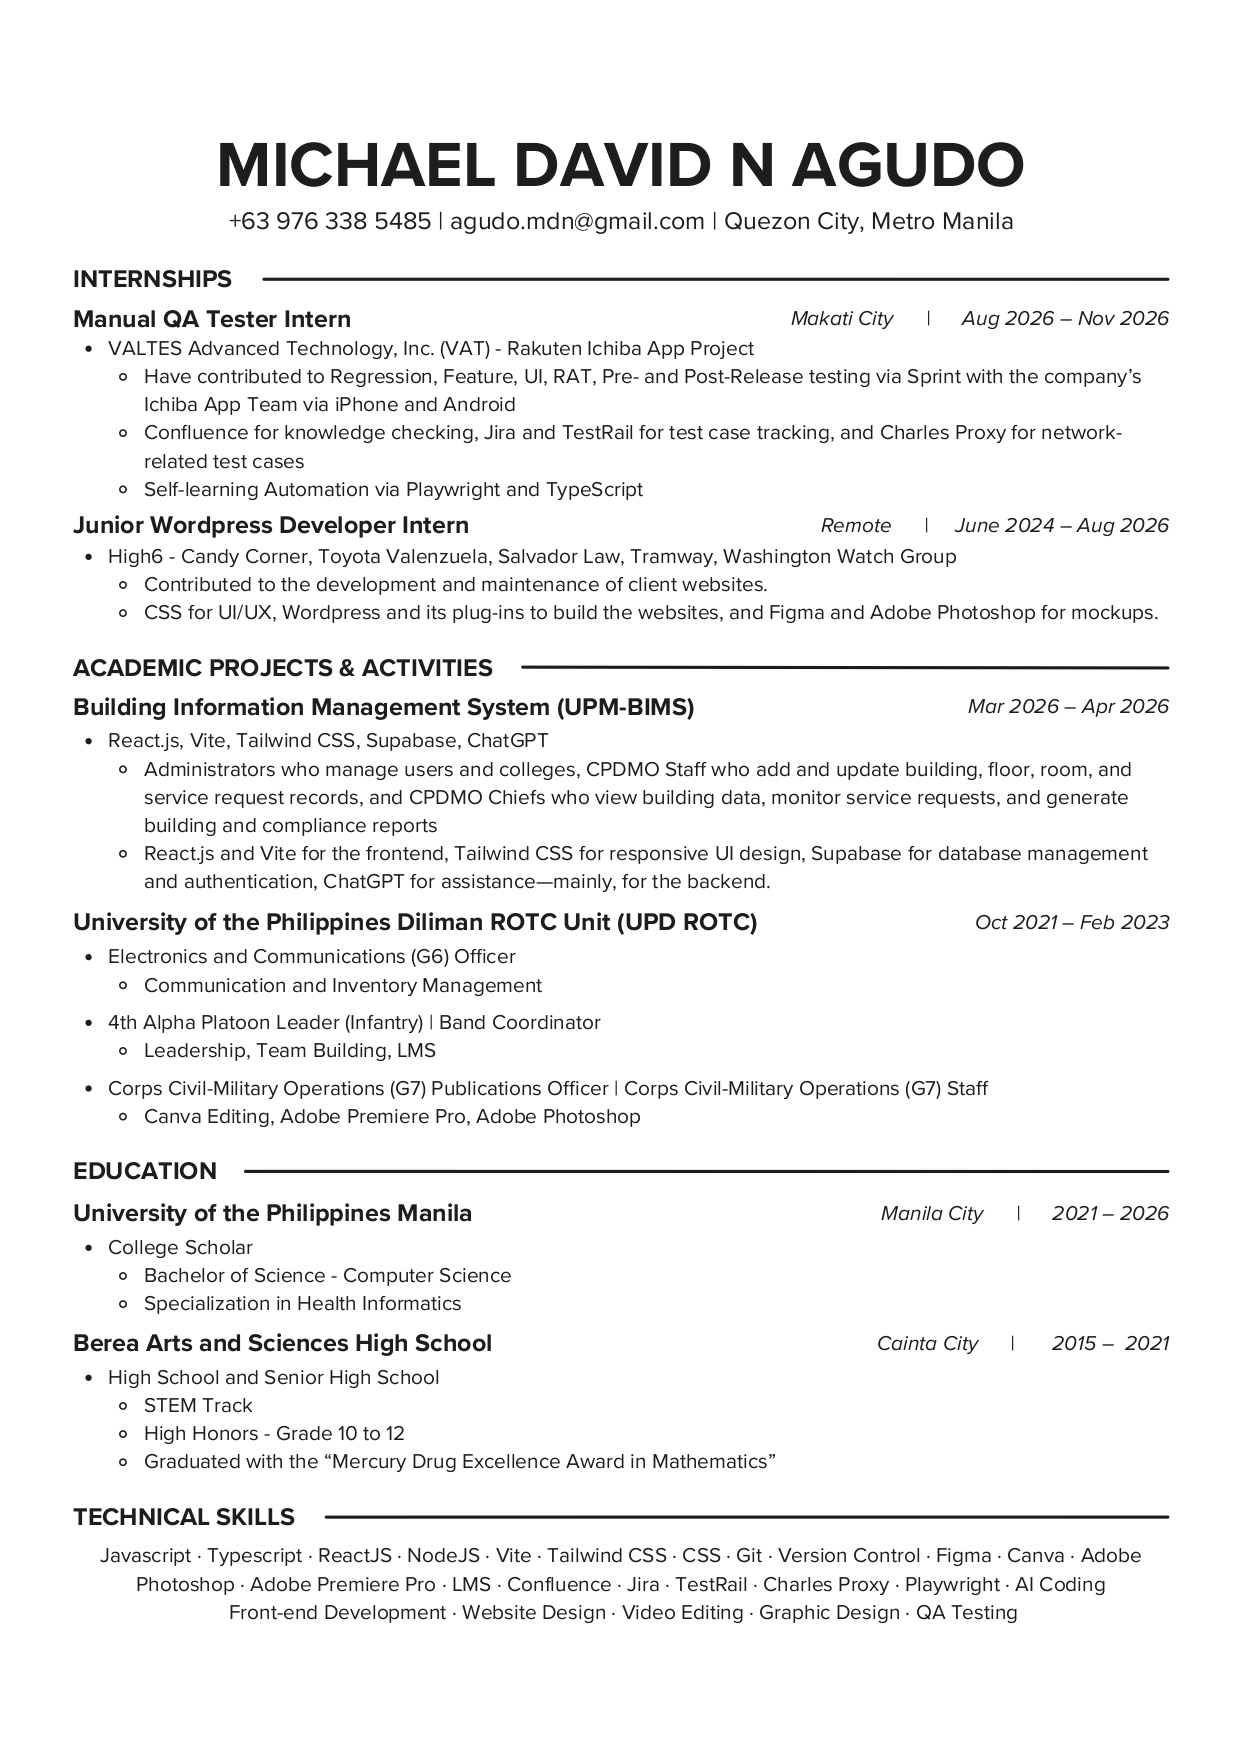 MICHAEL DAVID N AGUDO
+63 976 338 5485 | agudo.mdn@gmail.com | Quezon City, Metro Manila
INTERNSHIPS
Manual QA Tester Intern Makati City | Aug 2026 – Nov 2026
• VALTES Advanced Technology, Inc. (VAT) - Rakuten Ichiba App Project
◦ Have contributed to Regression, Feature, UI, RAT, Pre- and Post-Release testing via Sprint with the company’s
Ichiba App Team via iPhone and Android
◦ Confluence for knowledge checking, Jira and TestRail for test case tracking, and Charles Proxy for network-
related test cases
◦ Self-learning Automation via Playwright and TypeScript
Junior Wordpress Developer Intern Remote | June 2024 – Aug 2026
• High6 - Candy Corner, Toyota Valenzuela, Salvador Law, Tramway, Washington Watch Group
◦ Contributed to the development and maintenance of client websites.
◦ CSS for UI/UX, Wordpress and its plug-ins to build the websites, and Figma and Adobe Photoshop for mockups.
ACADEMIC PROJECTS & ACTIVITIES
Building Information Management System (UPM-BIMS) Mar 2026 – Apr 2026
• React.js, Vite, Tailwind CSS, Supabase, ChatGPT
◦ Administrators who manage users and colleges, CPDMO Staff who add and update building, floor, room, and
service request records, and CPDMO Chiefs who view building data, monitor service requests, and generate
building and compliance reports
◦ React.js and Vite for the frontend, Tailwind CSS for responsive UI design, Supabase for database management
and authentication, ChatGPT for assistance—mainly, for the backend.
University of the Philippines Diliman ROTC Unit (UPD ROTC) Oct 2021 – Feb 2023
• Electronics and Communications (G6) Officer
◦ Communication and Inventory Management
• 4th Alpha Platoon Leader (Infantry) | Band Coordinator
◦ Leadership, Team Building, LMS
• Corps Civil-Military Operations (G7) Publications Officer | Corps Civil-Military Operations (G7) Staff
◦ Canva Editing, Adobe Premiere Pro, Adobe Photoshop
EDUCATION
University of the Philippines Manila Manila City | 2021 – 2026
• College Scholar
◦ Bachelor of Science - Computer Science
◦ Specialization in Health Informatics
Berea Arts and Sciences High School Cainta City | 2015 – 2021
• High School and Senior High School
◦ STEM Track
◦ High Honors - Grade 10 to 12
◦ Graduated with the “Mercury Drug Excellence Award in Mathematics”
TECHNICAL SKILLS
Javascript · Typescript · ReactJS · NodeJS · Vite · Tailwind CSS · CSS · Git · Version Control · Figma · Canva · Adobe
Photoshop · Adobe Premiere Pro · LMS · Confluence · Jira · TestRail · Charles Proxy · Playwright · AI Coding
Front-end Development · Website Design · Video Editing · Graphic Design · QA Testing